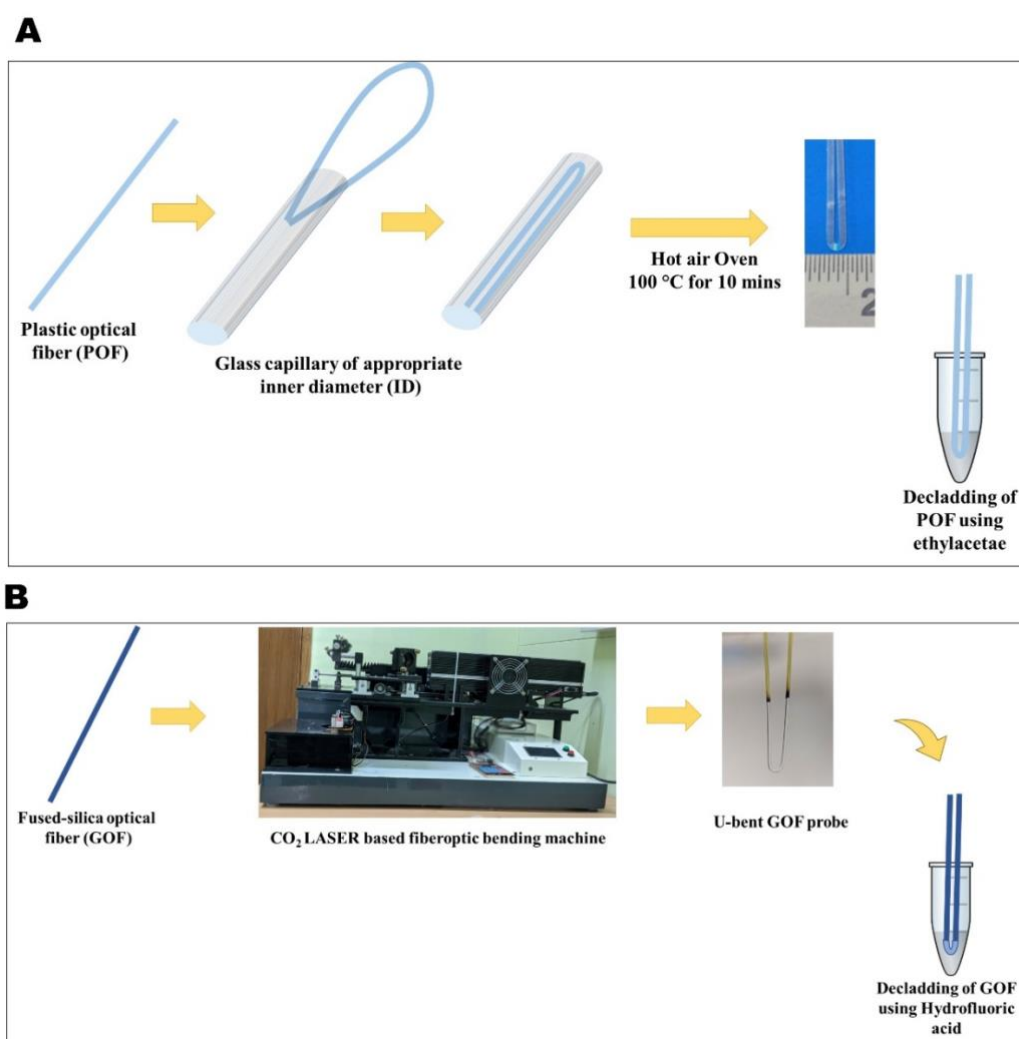 A
Plastic optical
fiber (POF)
Glass capillary of appropriate
inner diameter (ID)
Hot air Oven
100 °C for 10 mins
2
Decladding of
POF using
ethylacetae
B
Fused-silica optical
fiber (GOF)
CO₂ LASER based fiberoptic bending machine
U-bent GOF probe
Decladding of GOF
using Hydrofluoric
acid